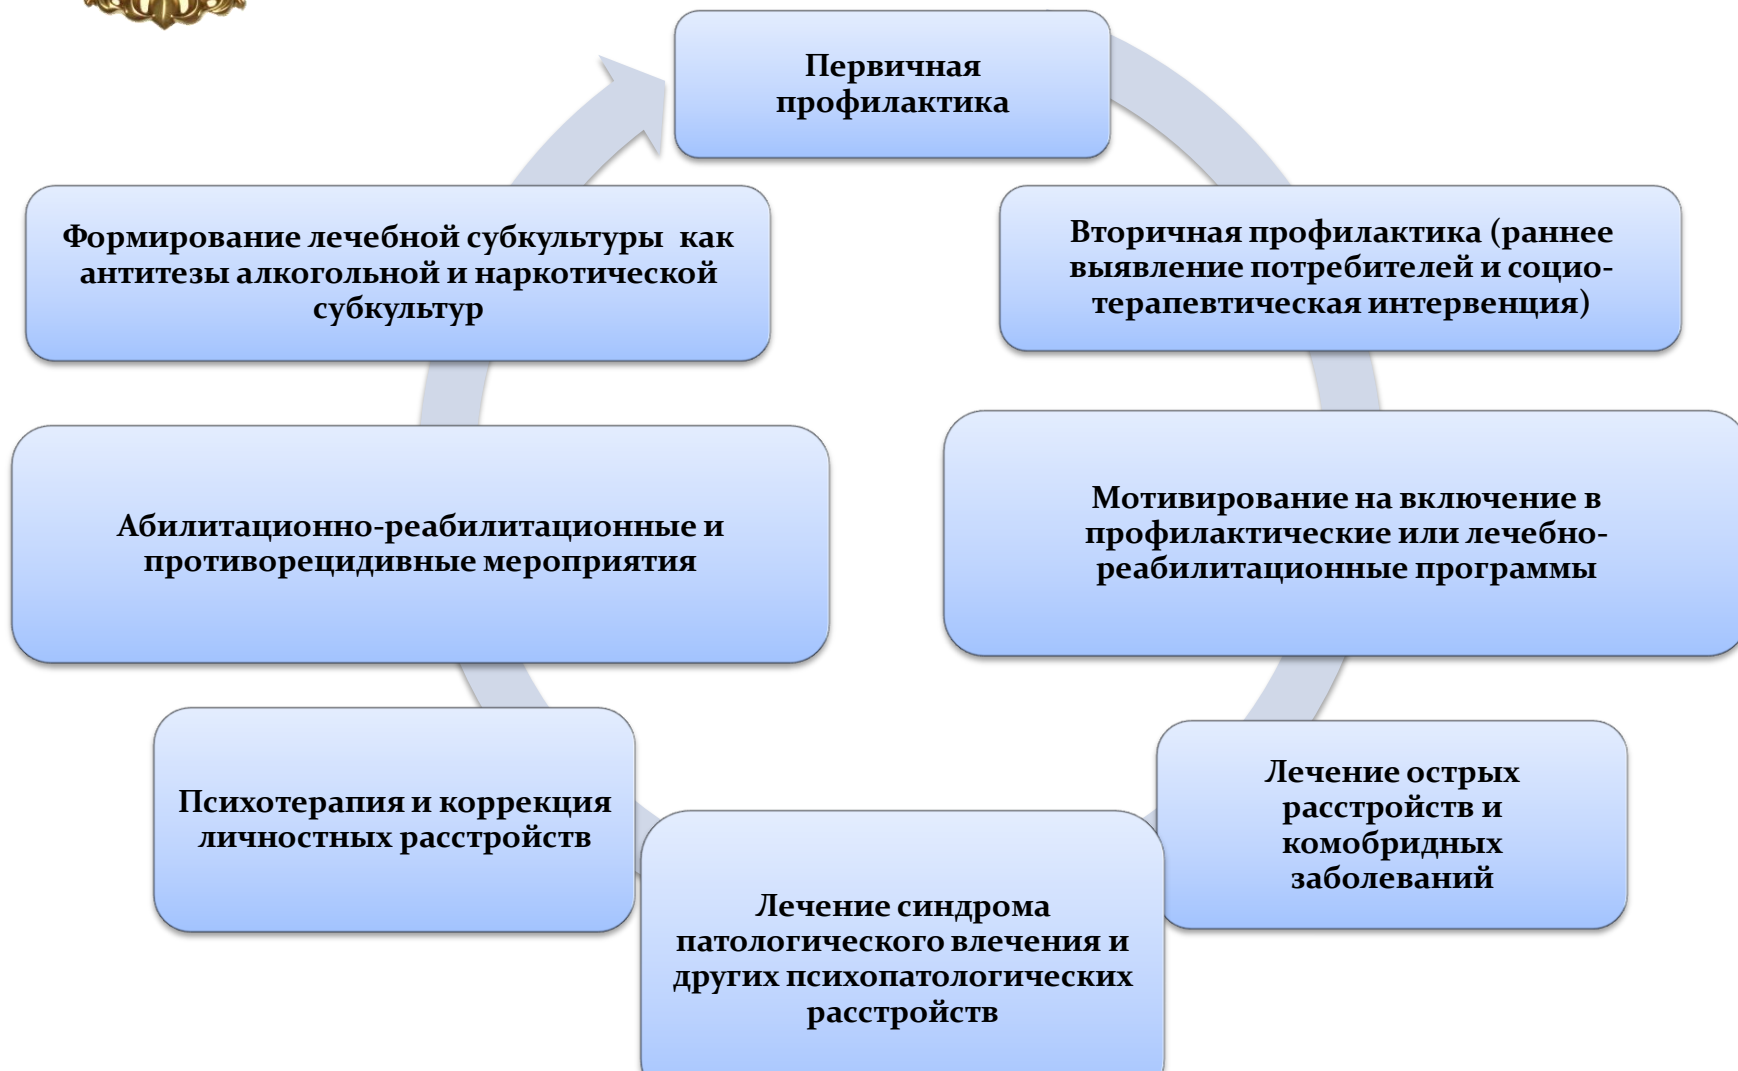 Первичная
профилактика
Вторичная профилактика (раннее
выявление потребителей и социо-
терапевтическая интервенция)
Мотивирование на включение в
профилактические или лечебно-
реабилитационные программы
Лечение острых
расстройств и
комобридных
заболеваний
Лечение синдрома
патологического влечения и
других психопатологических
расстройств
Психотерапия и коррекция
личностных расстройств
Абилитационно-реабилитационные и
противорецидивные мероприятия
Формирование лечебной субкультуры как
антитезы алкогольной и наркотической
субкультур